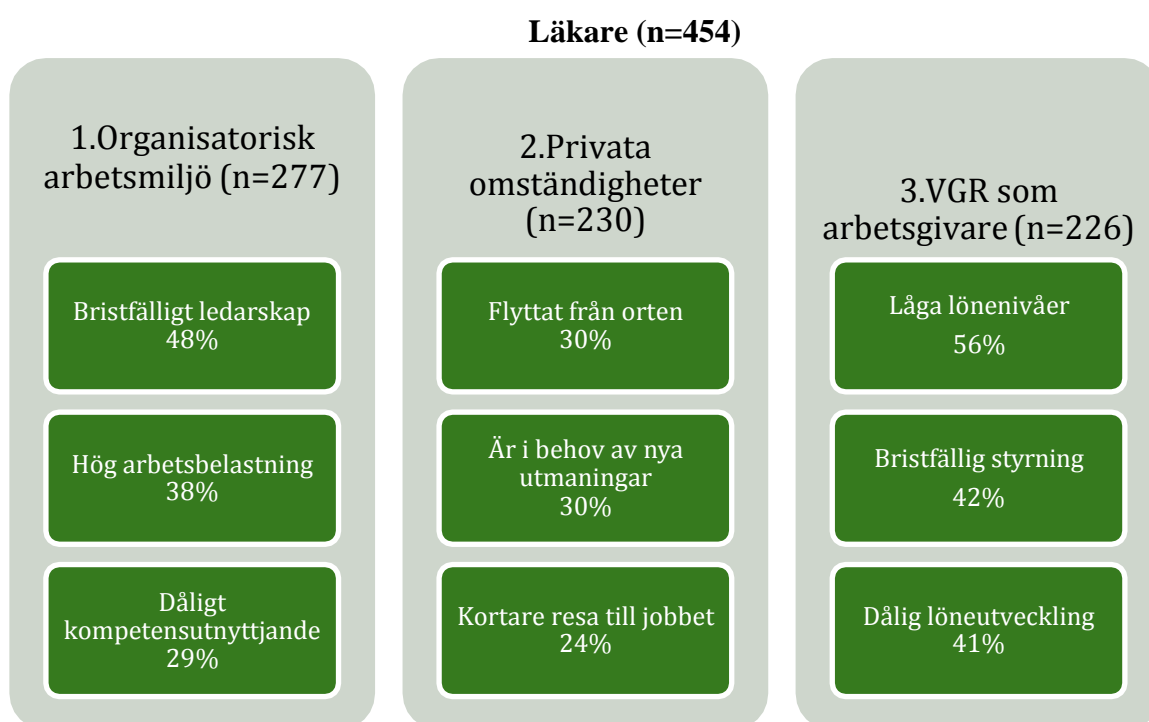 Läkare (n=454)
1.Organisatorisk
arbetsmiljö (n=277)
Bristfälligt ledarskap
48%
Hög arbetsbelastning
38%
Dåligt
kompetensutnyttjande
29%
2.Privata
omständigheter
(n=230)
Flyttat från orten
30%
Är i behov av nya
utmaningar
30%
Kortare resa till jobbet
24%
3.VGR som
arbetsgivare (n=226)
Låga lönenivåer
56%
Bristfällig styrning
42%
Dålig löneutveckling
41%